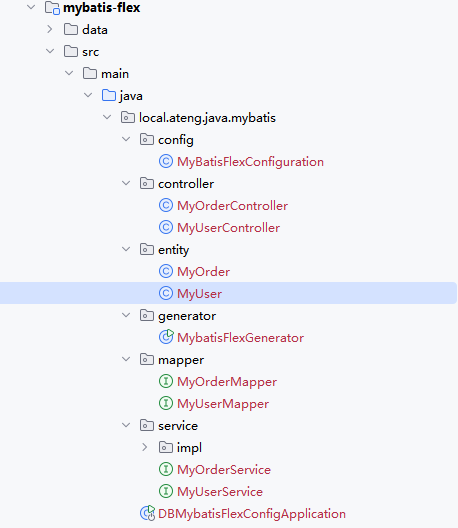 mybatis-flex
data
src
main
java
local.ateng.java.mybatis
config
MyBatisFlexConfiguration
controller
MyOrderController
MyUserController
entity
MyOrder
MyUser
generator
MybatisFlexGenerator
mapper
MyOrderMapper
MyUserMapper
service
impl
MyOrderService
MyUserService
DBMybatisFlexConfigApplication